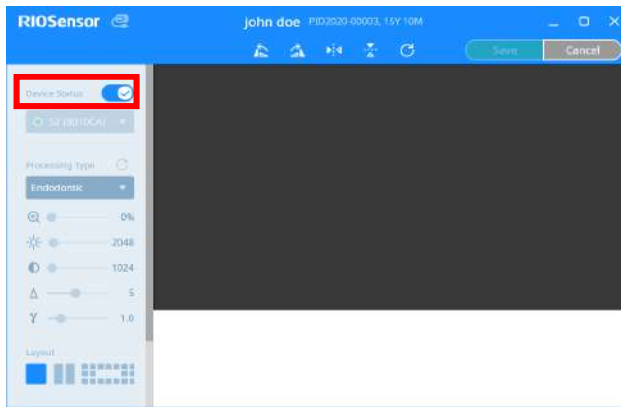 RIOSensor
john doe PID2020-00003, 15Y 10M
Save Cancel
Device Status
Processing Type
Endodontic
0%
2048
1024
5
γ 1.0
Layout